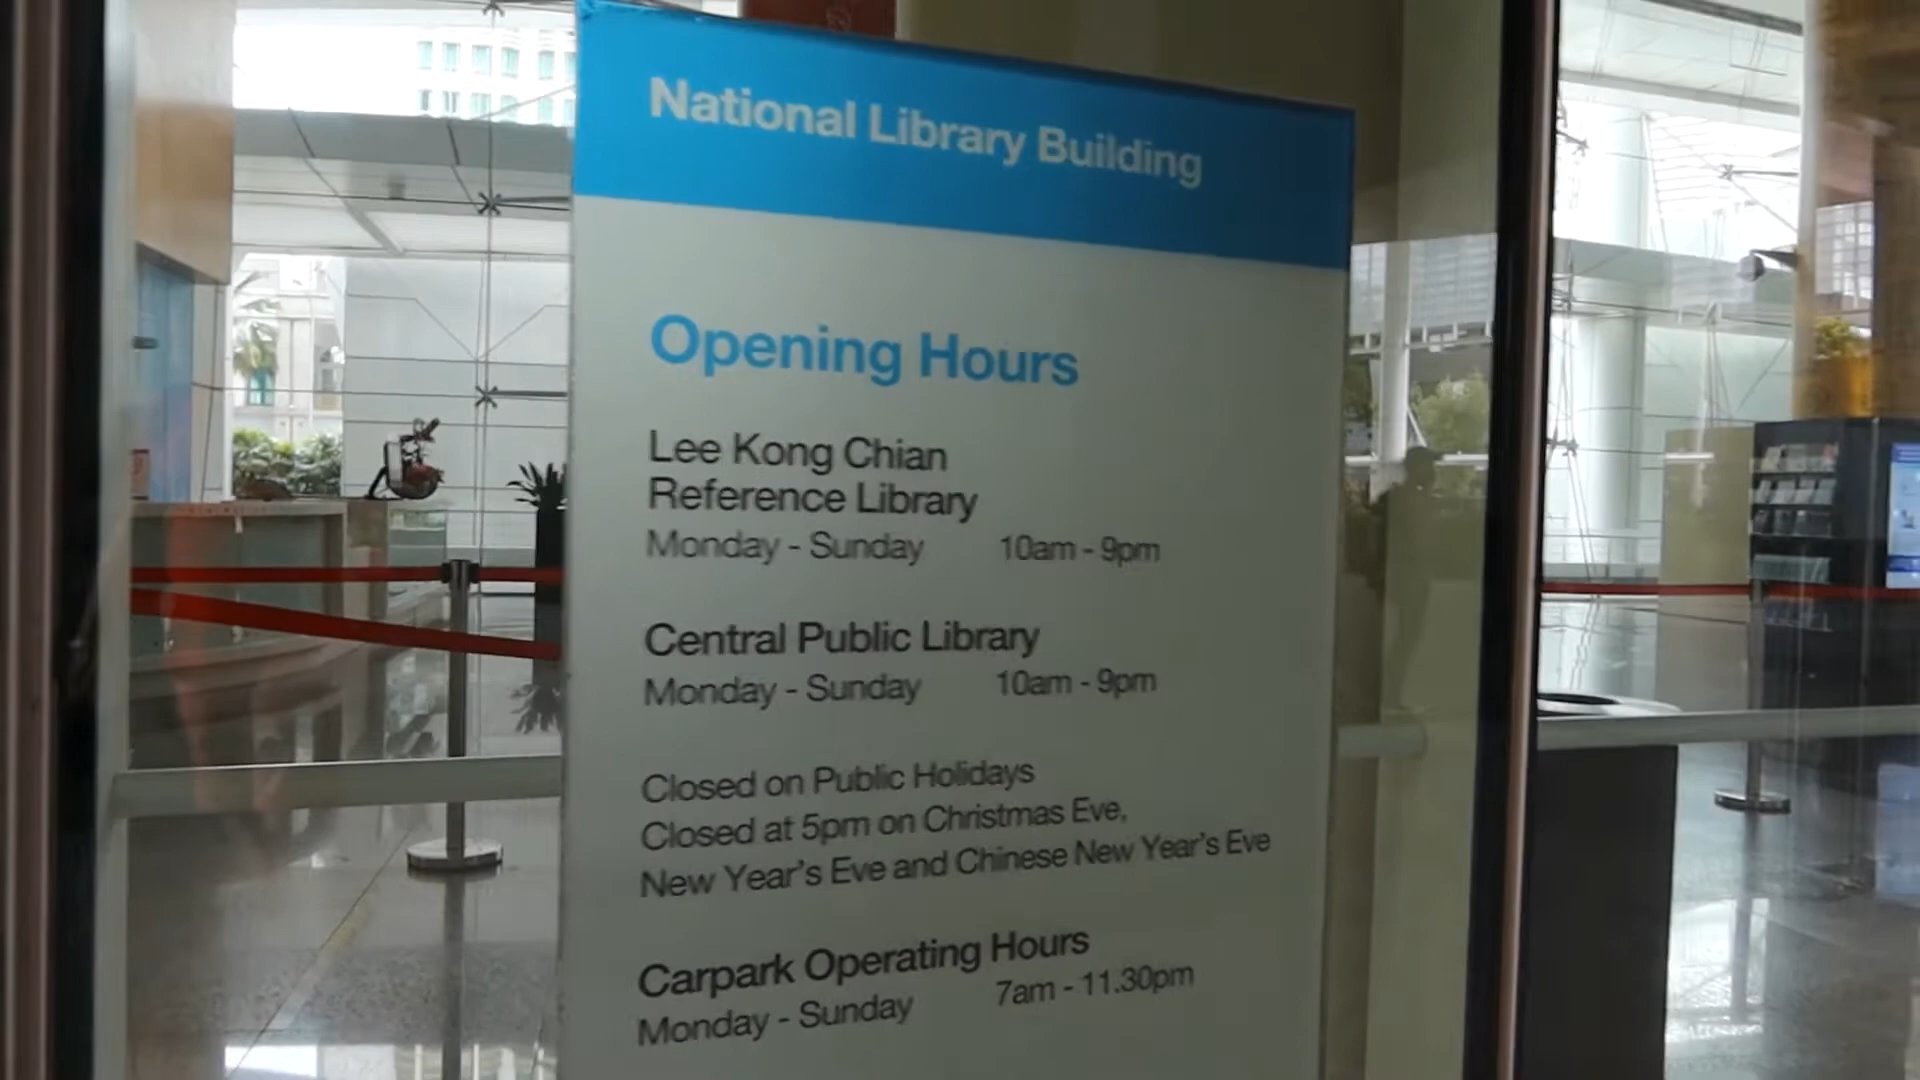 National Library Building
Opening Hours
Lee Kong Chian
Reference Library
Monday - Sunday 10am - 9pm
Central Public Library
Monday - Sunday 10am - 9pm
Closed on Public Holidays
Closed at 5pm on Christmas Eve,
New Year's Eve and Chinese New Year's Eve
Carpark Operating Hours
Monday - Sunday 7am - 11.30pm